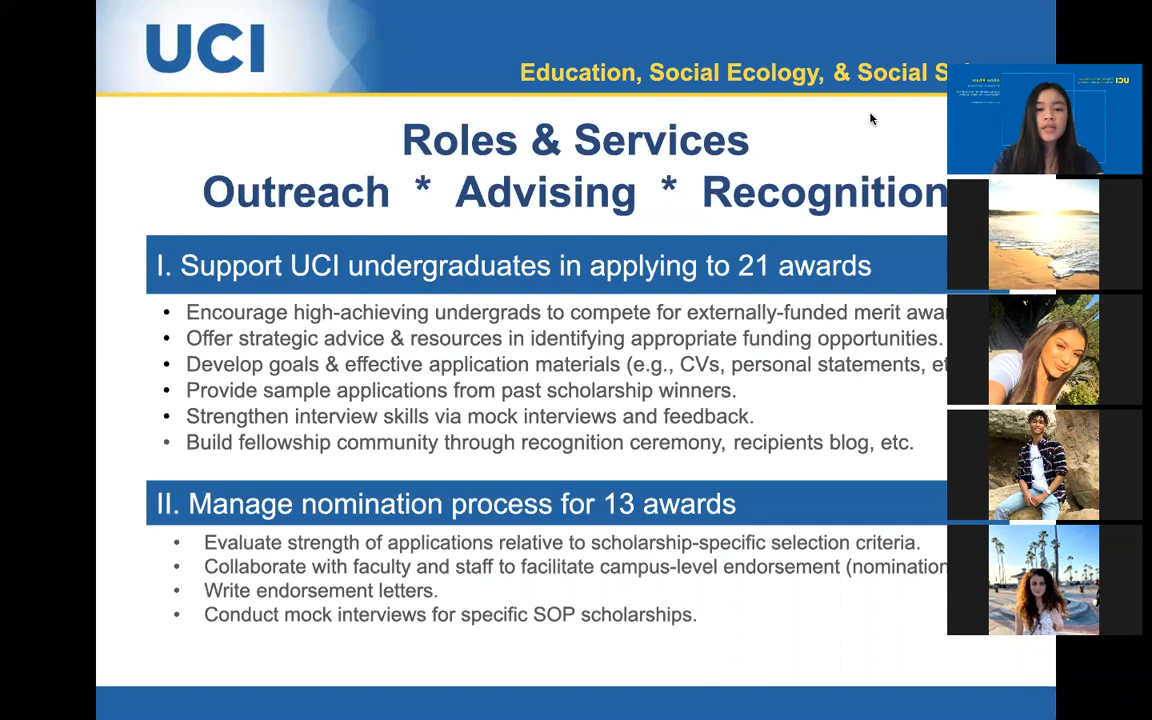 UCI
Education, Social Ecology, & Social
Roles & Services
Outreach * Advising * Recognition
I. Support UCI undergraduates in applying to 21 awards
• Encourage high-achieving undergrads to compete for externally-funded merit
• Offer strategic advice & resources in identifying appropriate funding opportunities.
• Develop goals & effective application materials (e.g., CVs, personal statements,
• Provide sample applications from past scholarship winners.
• Strengthen interview skills via mock interviews and feedback.
• Build fellowship community through recognition ceremony, recipients blog, etc.
II. Manage nomination process for 13 awards
• Evaluate strength of applications relative to scholarship-specific selection criteria.
• Collaborate with faculty and staff to facilitate campus-level endorsement (nomination
• Write endorsement letters.
• Conduct mock interviews for specific SOP scholarships.